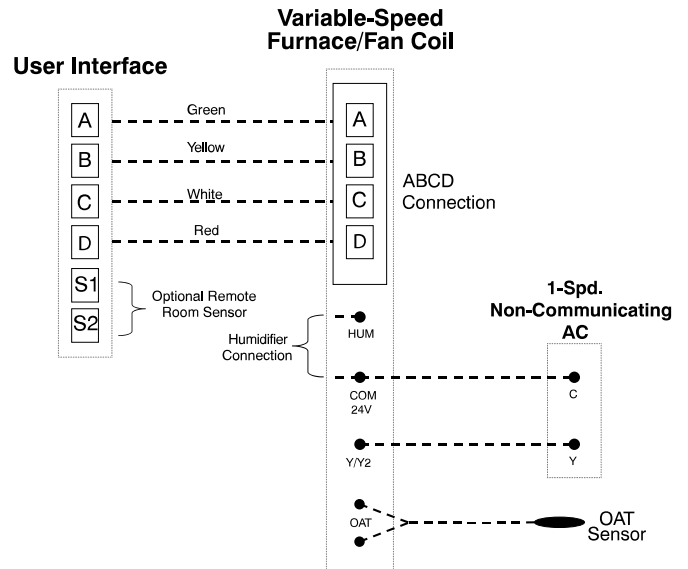 Variable-Speed
Furnace/Fan Coil
User Interface
A
Green
A
B
Yellow
B
ABCD
Connection
C
White
C
D
Red
D
S1
S2
Optional Remote
Room Sensor
1-Spd.
Non-Communicating
AC
Humidifier
Connection
HUM
COM
24V
C
Y/Y2
Y
OAT
OAT
Sensor